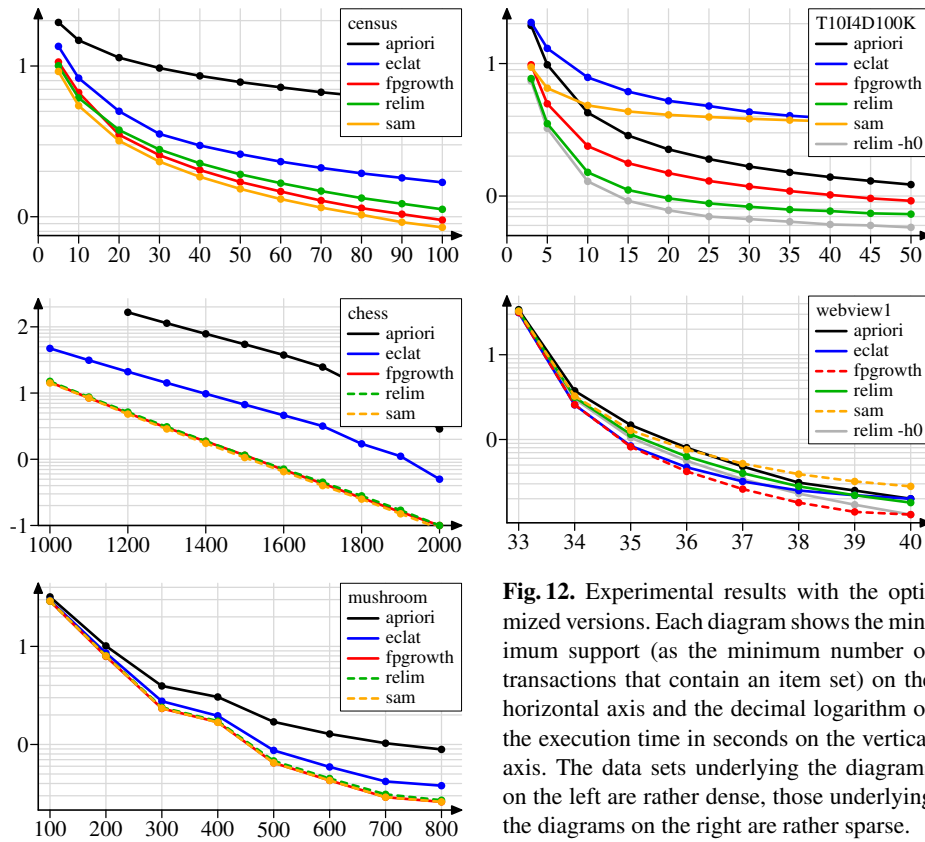 census
apriori
eclat
fpgrowth
relim
sam
1
0
0 10 20 30 40 50 60 70 80 90 100
T10I4D100K
apriori
eclat
fpgrowth
relim
sam
relim -h0
1
0
0 5 10 15 20 25 30 35 40 45 50
chess
apriori
eclat
fpgrowth
relim
sam
2
1
0
-1
1000 1200 1400 1600 1800 2000
webview1
apriori
eclat
fpgrowth
relim
sam
relim -h0
1
0
33 34 35 36 37 38 39 40
mushroom
apriori
eclat
fpgrowth
relim
sam
1
0
100 200 300 400 500 600 700 800
Fig. 12. Experimental results with the opti
mized versions. Each diagram shows the min
imum support (as the minimum number o
transactions that contain an item set) on the
horizontal axis and the decimal logarithm o
the execution time in seconds on the vertica
axis. The data sets underlying the diagram
on the left are rather dense, those underlying
the diagrams on the right are rather sparse.